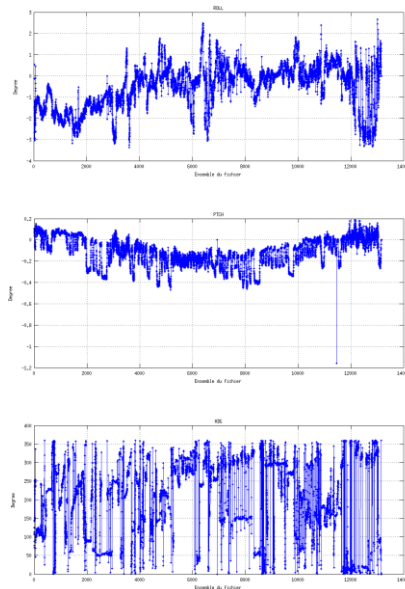 ROLL
3
2
1
0
-1
-2
-3
-4
Degree
0 2000 4000 6000 8000 10000 12000 140
Ensemble du fichier
PTCH
0,2
0
-0,2
-0,4
-0,6
-0,8
-1
-1,2
Degree
0 2000 4000 6000 8000 10000 12000 140
Ensemble du fichier
HDG
400
350
300
250
200
150
100
50
0
Degree
0 2000 4000 6000 8000 10000 12000 140
Ensemble du fichier